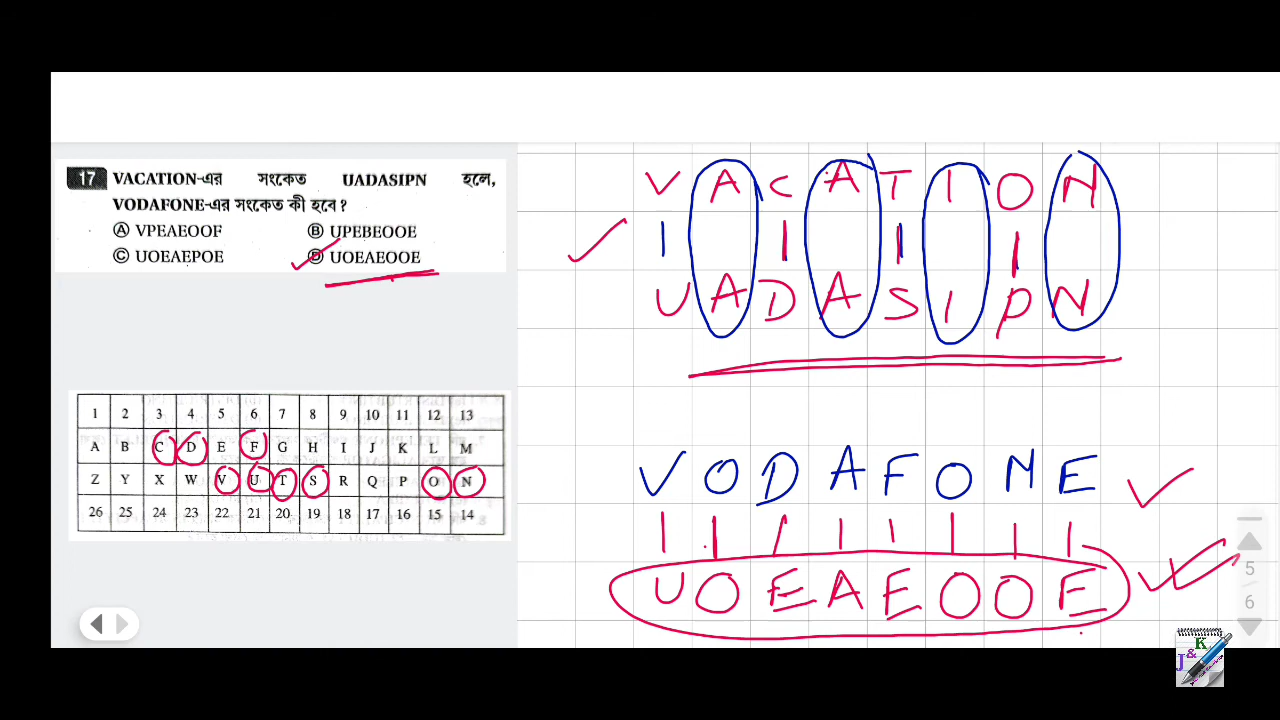 17 VACATION-এর সংকেত UADASIPN হলে,
VODAFONE-এর সংকেত কী হবে?
A VPEAEOOF B UPEBEOOE
C UOEAEPOE D UOEAEOOE
1 2 3 4 5 6 7 8 9 10 11 12 13
A B C D E F G H I J K L M
Z Y X W V U T S R Q P O N
26 25 24 23 22 21 20 19 18 17 16 15 14
V A C A T I O N
U A D A S I P N
V O D A F O N E
U O E A E O O E
5
6
J & K